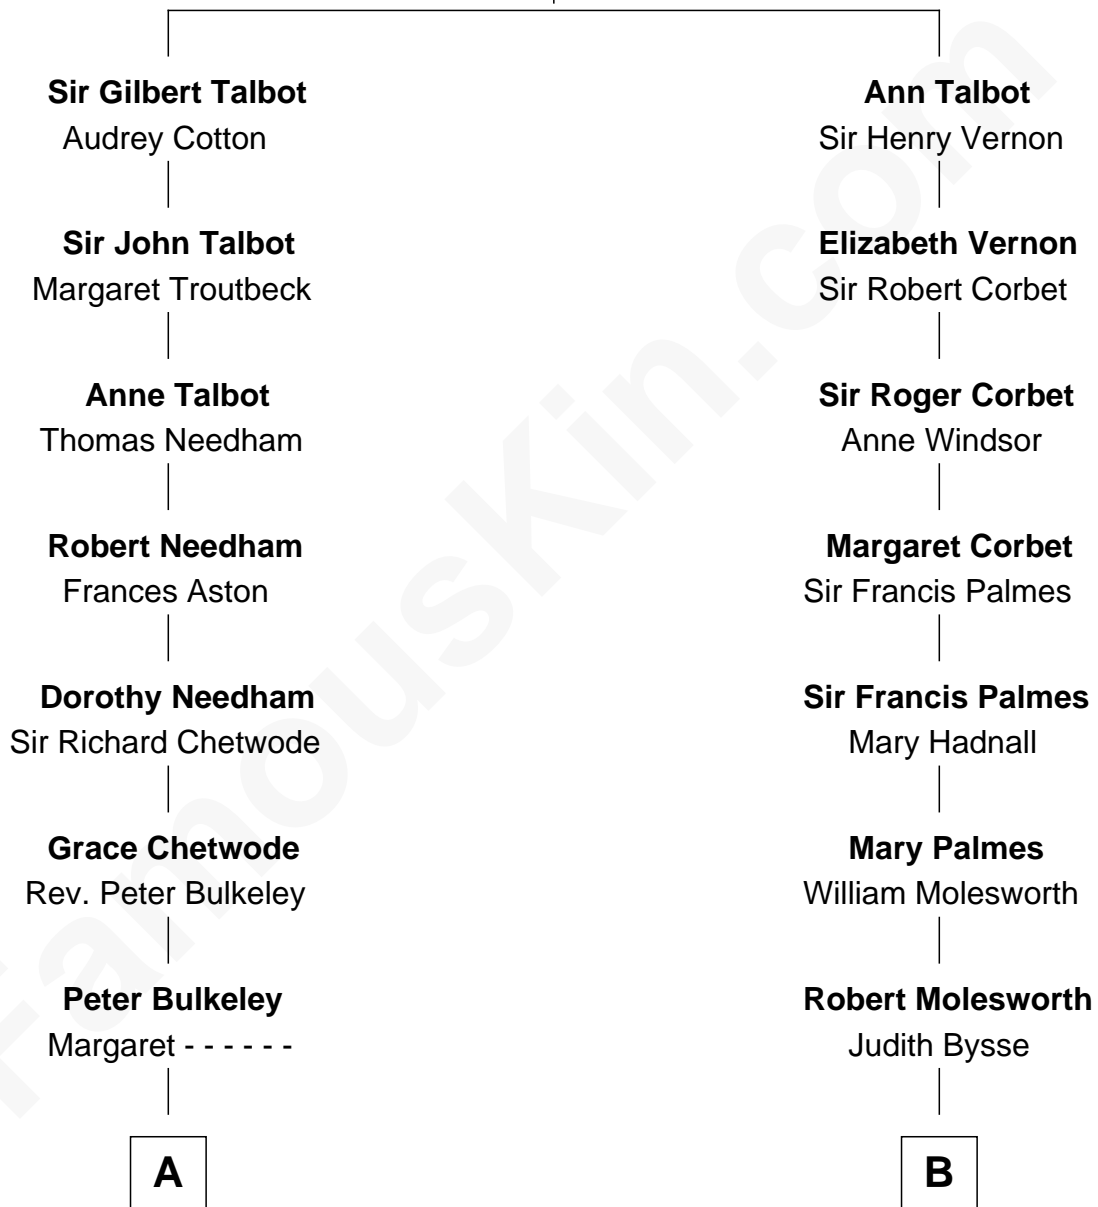 Sir Gilbert Talbot
Audrey Cotton
Ann Talbot
Sir Henry Vernon
Sir John Talbot
Margaret Troutbeck
Elizabeth Vernon
Sir Robert Corbet
Anne Talbot
Thomas Needham
Sir Roger Corbet
Anne Windsor
Robert Needham
Frances Aston
Margaret Corbet
Sir Francis Palmes
Dorothy Needham
Sir Richard Chetwode
Sir Francis Palmes
Mary Hadnall
Grace Chetwode
Rev. Peter Bulkeley
Mary Palmes
William Molesworth
Peter Bulkeley
Margaret - - - - - -
Robert Molesworth
Judith Bysse
A
B
FamousKin.com